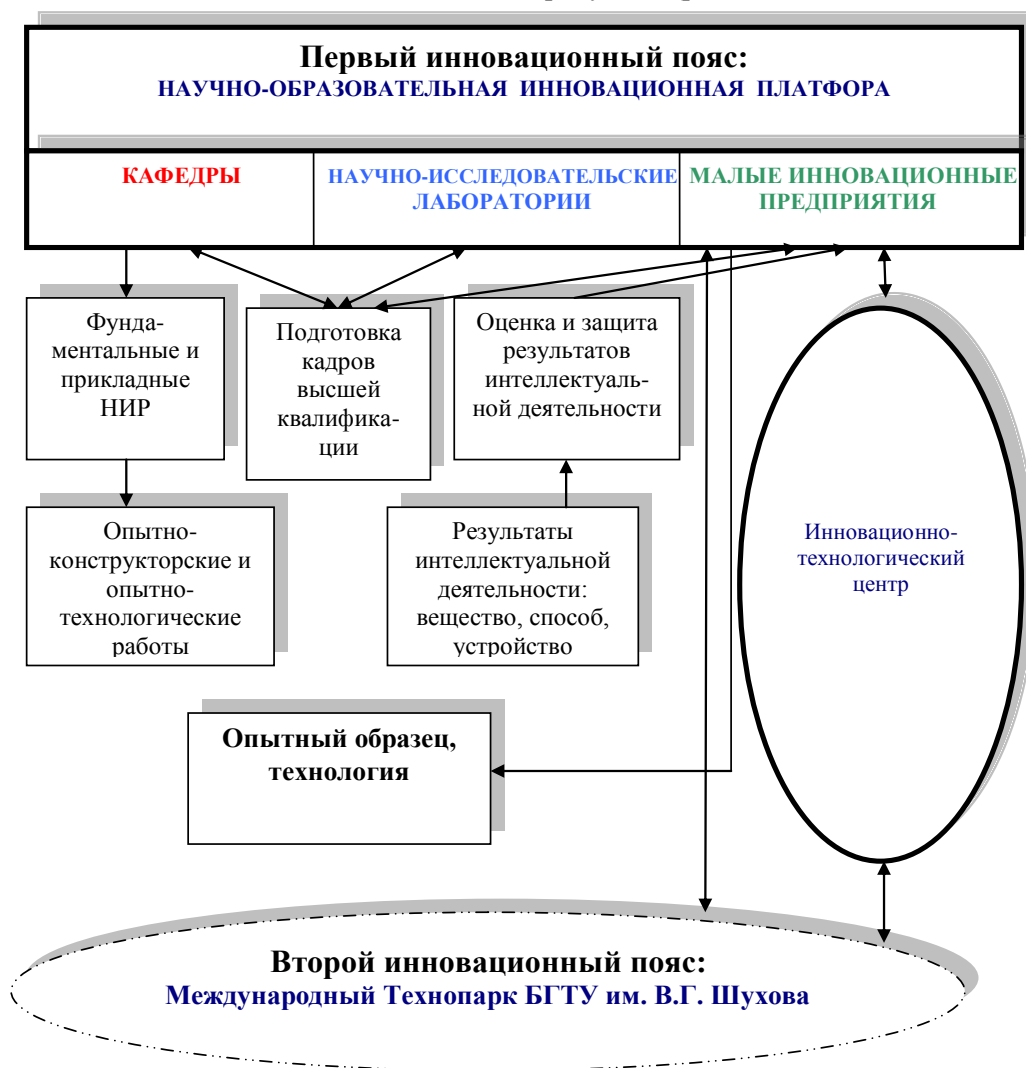 Первый инновационный пояс:
НАУЧНО-ОБРАЗОВАТЕЛЬНАЯ ИННОВАЦИОННАЯ ПЛАТФОРА
КАФЕДРЫ
НАУЧНО-ИССЛЕДОВАТЕЛЬСКИЕ
ЛАБОРАТОРИИ
МАЛЫЕ ИННОВАЦИОННЫЕ
ПРЕДПРИЯТИЯ
Фунда-
ментальные и
прикладные
НИР
Подготовка
кадров
высшей
квалифика-
ции
Оценка и защита
результатов
интеллектуаль-
ной деятельности
Опытно-
конструкторские и
опытно-
технологические
работы
Результаты
интеллектуальной
деятельности:
вещество, способ,
устройство
Инновационно-
технологический
центр
Опытный образец,
технология
Второй инновационный пояс:
Международный Технопарк БГТУ им. В.Г. Шухова